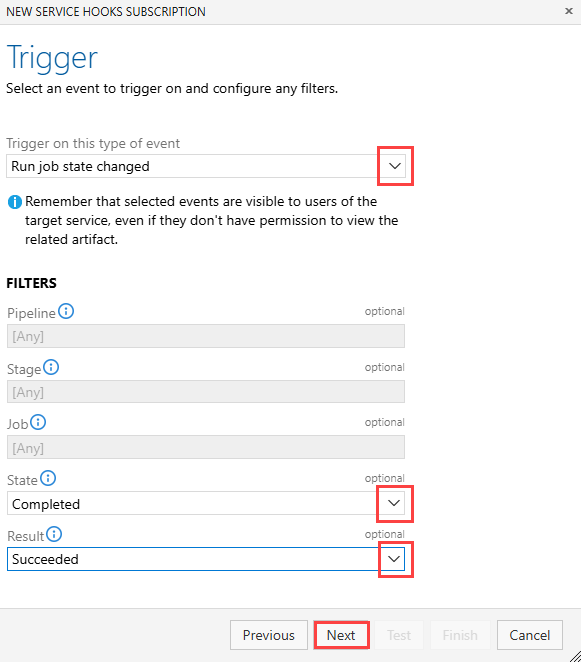 NEW SERVICE HOOKS SUBSCRIPTION
Trigger
Select an event to trigger on and configure any filters.
Trigger on this type of event
Run job state changed
Remember that selected events are visible to users of the
target service, even if they don't have permission to view the
related artifact.
FILTERS
Pipeline optional
[Any]
Stage optional
[Any]
Job optional
[Any]
State optional
Completed
Result optional
Succeeded
Previous Next Test Finish Cancel